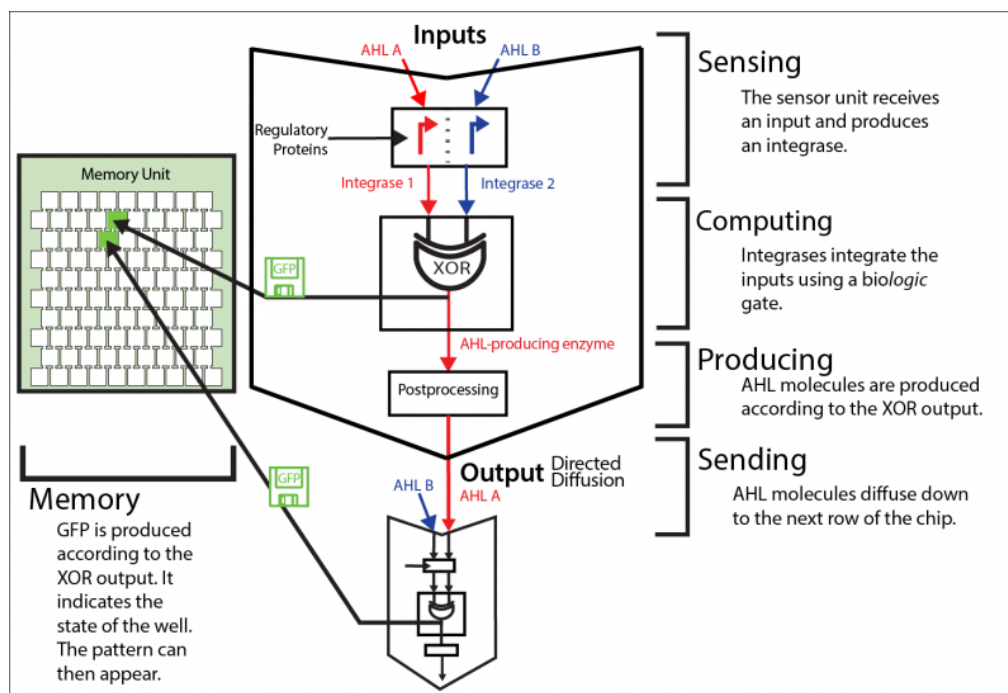 Inputs
AHL A
AHL B
Regulatory
Proteins
Integrase 1
Integrase 2
XOR
GFP
AHL-producing enzyme
Postprocessing
Output Directed
Diffusion
AHL B
AHL A
GFP
Memory Unit
Memory
GFP is produced
according to the
XOR output. It
indicates the
state of the well.
The pattern can
then appear.
Sensing
The sensor unit receives
an input and produces
an integrase.
Computing
Integrases integrate the
inputs using a biologic
gate.
Producing
AHL molecules are produced
according to the XOR output.
Sending
AHL molecules diffuse down
to the next row of the chip.